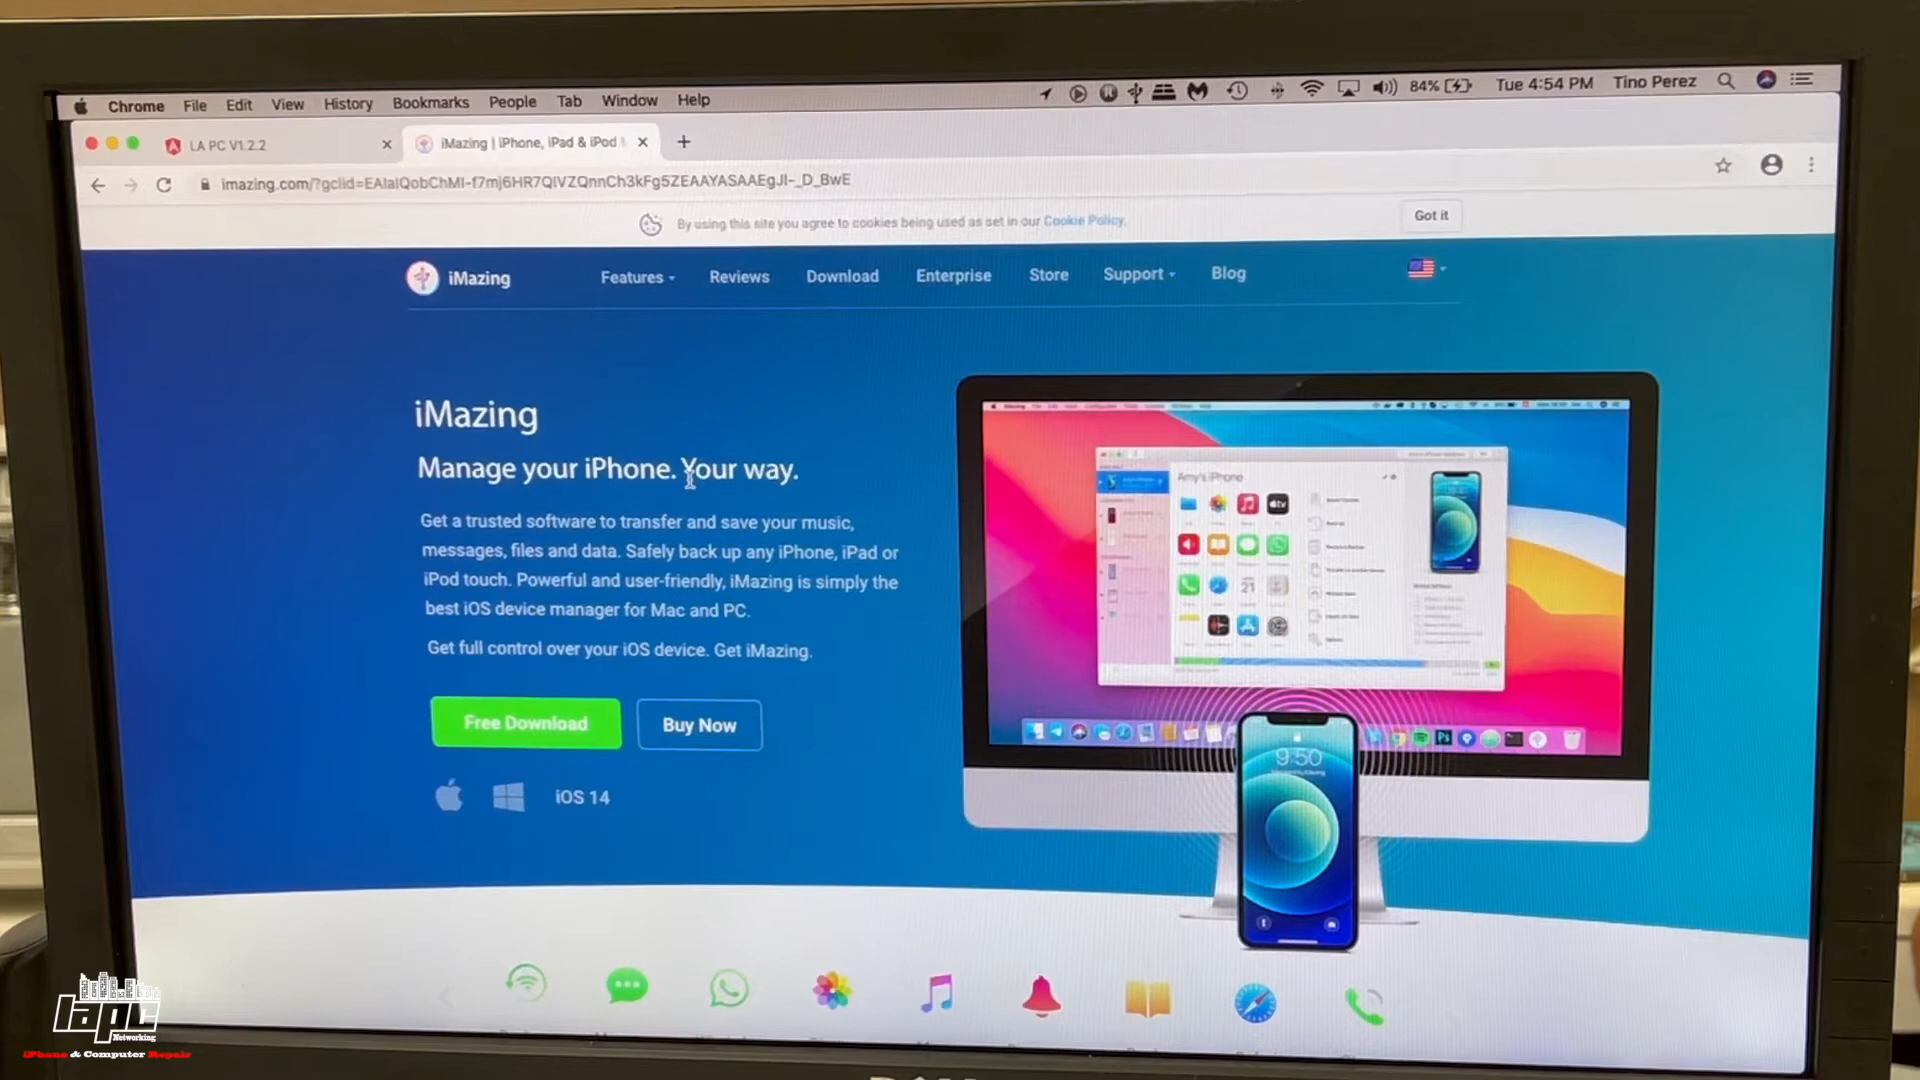 Chrome File Edit View History Bookmarks People Tab Window Help 84% Tue 4:54 PM Tino Perez
LA PC V1.2.2 iMazing | iPhone, iPad & iPod
imazing.com/?gclid=EAIaIQobChMI-f7mj6HR7QIVZQnnCh3kFg5ZEAAYASAAEgJI-_D_BwE
By using this site you agree to cookies being used as set in our Cookie Policy. Got it
iMazing Features Reviews Download Enterprise Store Support Blog
iMazing
Manage your iPhone. Your way.
Get a trusted software to transfer and save your music,
messages, files and data. Safely back up any iPhone, iPad or
iPod touch. Powerful and user-friendly, iMazing is simply the
best iOS device manager for Mac and PC.
Get full control over your iOS device. Get iMazing.
Free Download Buy Now
iOS 14
Amy's iPhone
21
Ps
9:50
lapc
Networking
iPhone & Computer Repair